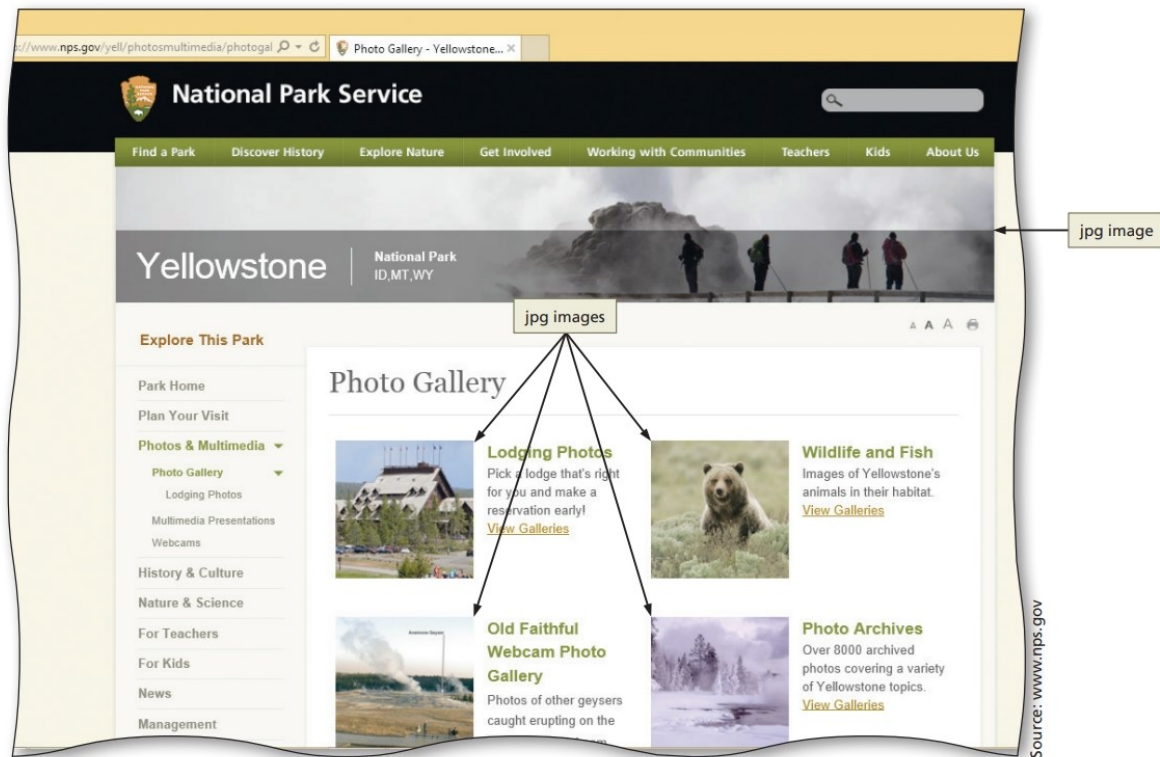 ://www.nps.gov/yell/photosmultimedia/photogal
Photo Gallery - Yellowstone...
National Park Service
Find a Park Discover History Explore Nature Get Involved Working with Communities Teachers Kids About Us
jpg image
Yellowstone
National Park
ID,MT,WY
jpg images
A A A
Explore This Park
Park Home
Plan Your Visit
Photos & Multimedia
Photo Gallery
Lodging Photos
Multimedia Presentations
Webcams
History & Culture
Nature & Science
For Teachers
For Kids
News
Management
Photo Gallery
Lodging Photos
Pick a lodge that's right
for you and make a
reservation early!
View Galleries
Wildlife and Fish
Images of Yellowstone's
animals in their habitat.
View Galleries
Old Faithful
Webcam Photo
Gallery
Photos of other geysers
caught erupting on the
Photo Archives
Over 8000 archived
photos covering a variety
of Yellowstone topics.
View Galleries
Source: www.nps.gov